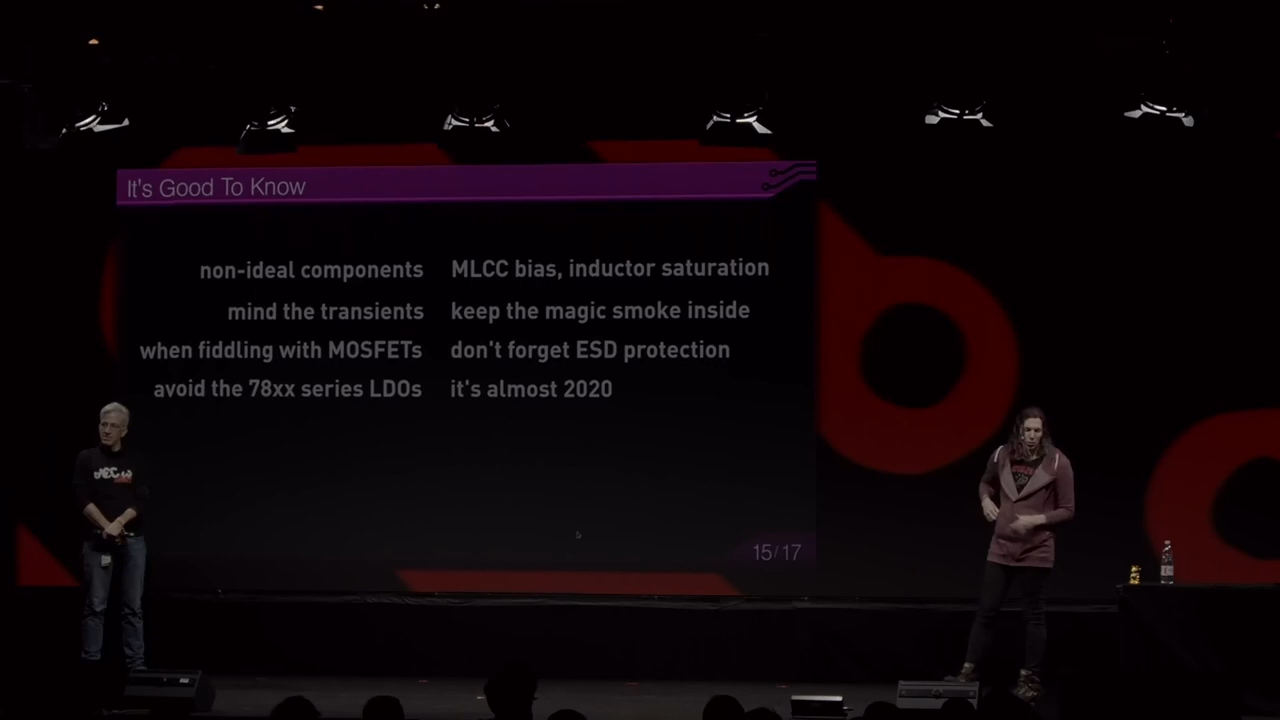 It's Good To Know
non-ideal components MLCC bias, inductor saturation
mind the transients keep the magic smoke inside
when fiddling with MOSFETs don't forget ESD protection
avoid the 78xx series LDOs it's almost 2020
15/17